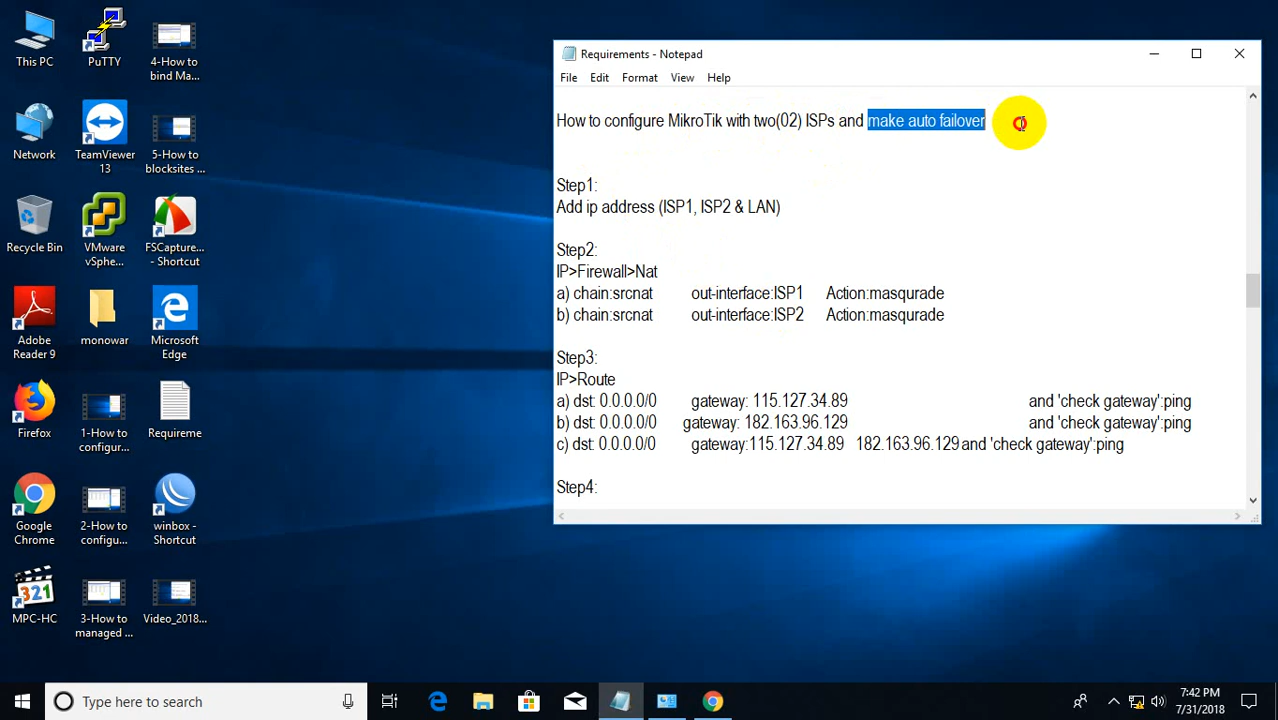 This PC
PuTTY
4-How to
bind Ma...
Network
TeamViewer
13
5-How to
blocksites ...
Recycle Bin
VMware
vSphe...
FSCapture...
- Shortcut
Adobe
Reader 9
monowar
Microsoft
Edge
Firefox
1-How to
configur...
Requireme
Google
Chrome
2-How to
configu...
winbox -
Shortcut
321
MPC-HC
3-How to
managed ...
Video_2018...
Requirements - Notepad
File Edit Format View Help
How to configure MikroTik with two(02) ISPs and make auto failover
Step1:
Add ip address (ISP1, ISP2 & LAN)
Step2:
IP>Firewall>Nat
a) chain:srcnat out-interface:ISP1 Action:masqurade
b) chain:srcnat out-interface:ISP2 Action:masqurade
Step3:
IP>Route
a) dst: 0.0.0.0/0 gateway: 115.127.34.89 and 'check gateway':ping
b) dst: 0.0.0.0/0 gateway: 182.163.96.129 and 'check gateway':ping
c) dst: 0.0.0.0/0 gateway:115.127.34.89 182.163.96.129 and 'check gateway':ping
Step4:
Type here to search
7:42 PM
7/31/2018